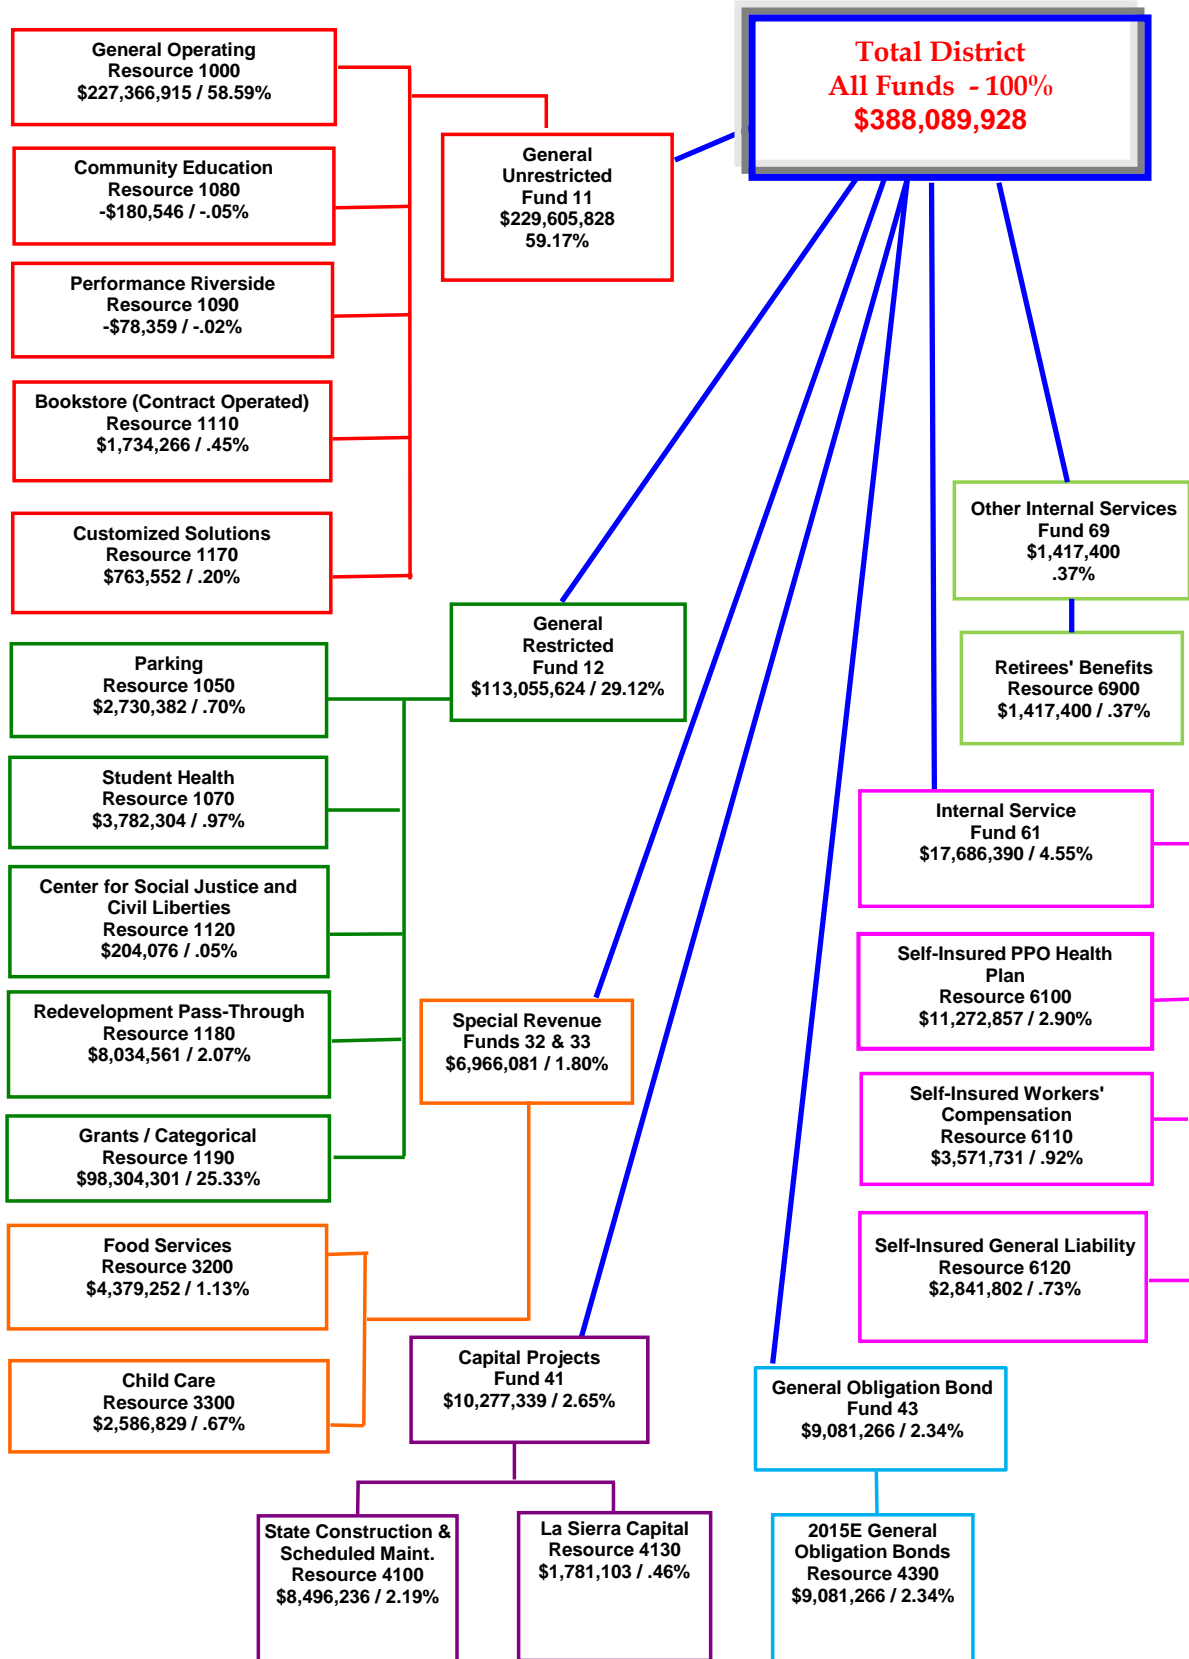 Total District
All Funds  - 100%
$388,089,928
General Operating
Resource 1000
$227,366,915 / 58.59%
Community Education
Resource 1080
-$180,546 / -.05%
Performance Riverside
Resource 1090
-$78,359 / -.02%
Bookstore (Contract Operated)
Resource 1110
$1,734,266 / .45%
Customized Solutions
Resource 1170
$763,552 / .20%
General
Unrestricted
Fund 11
$229,605,828
59.17%
Other Internal Services
Fund 69
$1,417,400
.37%
Retirees' Benefits
Resource 6900
$1,417,400 / .37%
General
Restricted
Fund 12
$113,055,624 / 29.12%
Parking
Resource 1050
$2,730,382 / .70%
Student Health
Resource 1070
$3,782,304 / .97%
Center for Social Justice and
Civil Liberties
Resource 1120
$204,076 / .05%
Redevelopment Pass-Through
Resource 1180
$8,034,561 / 2.07%
Grants / Categorical
Resource 1190
$98,304,301 / 25.33%
Internal Service
Fund 61
$17,686,390 / 4.55%
Self-Insured PPO Health
Plan
Resource 6100
$11,272,857 / 2.90%
Self-Insured Workers'
Compensation
Resource 6110
$3,571,731 / .92%
Self-Insured General Liability
Resource 6120
$2,841,802 / .73%
Special Revenue
Funds 32 & 33
$6,966,081 / 1.80%
Food Services
Resource 3200
$4,379,252 / 1.13%
Child Care
Resource 3300
$2,586,829 / .67%
Capital Projects
Fund 41
$10,277,339 / 2.65%
General Obligation Bond
Fund 43
$9,081,266 / 2.34%
State Construction &
Scheduled Maint.
Resource 4100
$8,496,236 / 2.19%
La Sierra Capital
Resource 4130
$1,781,103 / .46%
2015E General
Obligation Bonds
Resource 4390
$9,081,266 / 2.34%